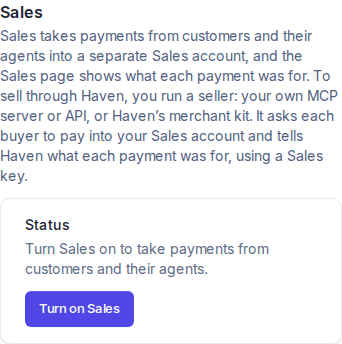 Sales
Sales takes payments from customers and their
agents into a separate Sales account, and the
Sales page shows what each payment was for. To
sell through Haven, you run a seller: your own MCP
server or API, or Haven's merchant kit. It asks each
buyer to pay into your Sales account and tells
Haven what each payment was for, using a Sales
key.
Status
Turn Sales on to take payments from
customers and their agents.
Turn on Sales